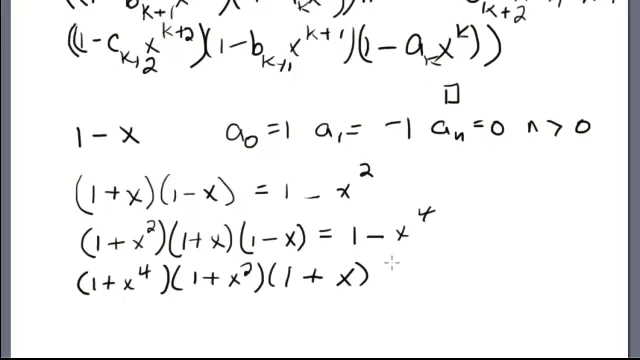 ((1-c_{k+2}x^{k+2})(1-b_{k+1}x^{k+1})(1-a_k x^k))
□
1-x a_0=1 a_1=-1 a_n=0 n>0
(1+x)(1-x) = 1-x^2
(1+x^2)(1+x)(1-x) = 1-x^4
(1+x^4)(1+x^2)(1+x)